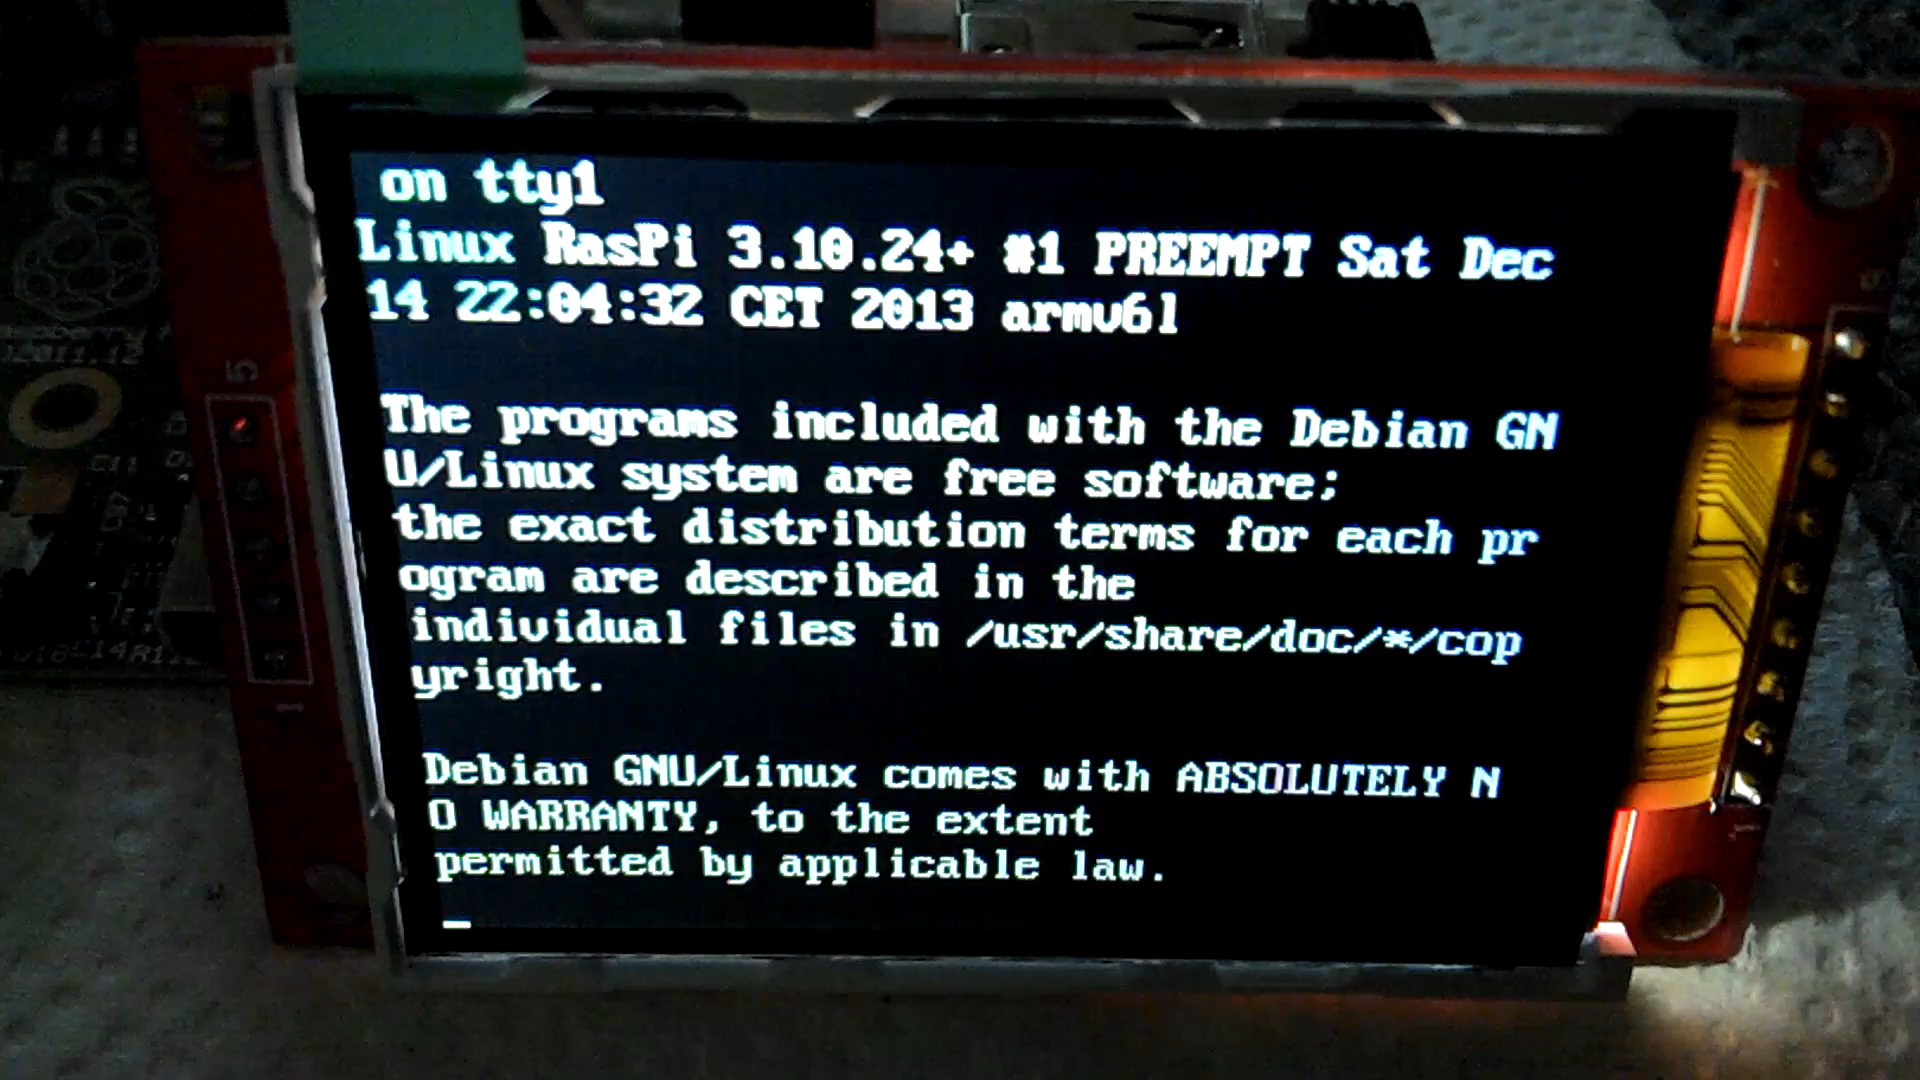 on tty1
Linux RasPi 3.10.24+ #1 PREEMPT Sat Dec
14 22:04:32 CET 2013 armv6l
The programs included with the Debian GN
U/Linux system are free software;
the exact distribution terms for each pr
ogram are described in the
individual files in /usr/share/doc/*/cop
yright.
Debian GNU/Linux comes with ABSOLUTELY N
O WARRANTY, to the extent
permitted by applicable law.
_
5
1